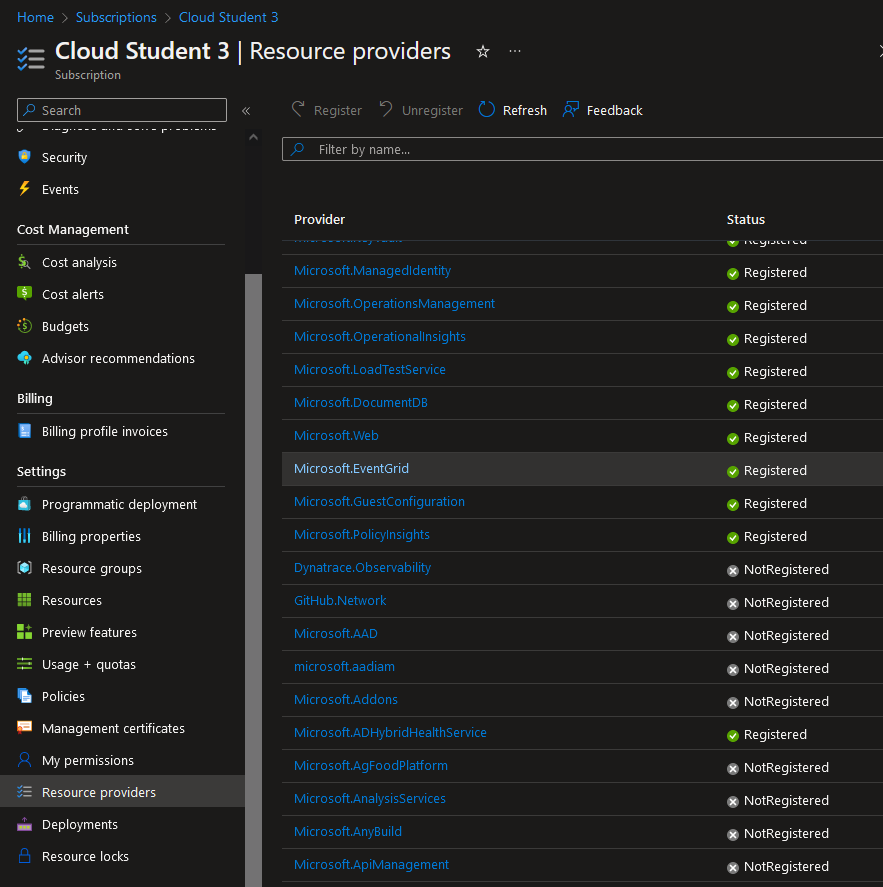 Home > Subscriptions > Cloud Student 3
Cloud Student 3 | Resource providers
Subscription
Search
Register
Unregister
Refresh
Feedback
Filter by name...
Diagnose and solve problems
Security
Events
Cost Management
Cost analysis
Cost alerts
Budgets
Advisor recommendations
Billing
Billing profile invoices
Settings
Programmatic deployment
Billing properties
Resource groups
Resources
Preview features
Usage + quotas
Policies
Management certificates
My permissions
Resource providers
Deployments
Resource locks
Provider Status
Registered
Microsoft.ManagedIdentity Registered
Microsoft.OperationsManagement Registered
Microsoft.OperationalInsights Registered
Microsoft.LoadTestService Registered
Microsoft.DocumentDB Registered
Microsoft.Web Registered
Microsoft.EventGrid Registered
Microsoft.GuestConfiguration Registered
Microsoft.PolicyInsights Registered
Dynatrace.Observability NotRegistered
GitHub.Network NotRegistered
Microsoft.AAD NotRegistered
microsoft.aadiam NotRegistered
Microsoft.Addons NotRegistered
Microsoft.ADHybridHealthService Registered
Microsoft.AgFoodPlatform NotRegistered
Microsoft.AnalysisServices NotRegistered
Microsoft.AnyBuild NotRegistered
Microsoft.ApiManagement NotRegistered